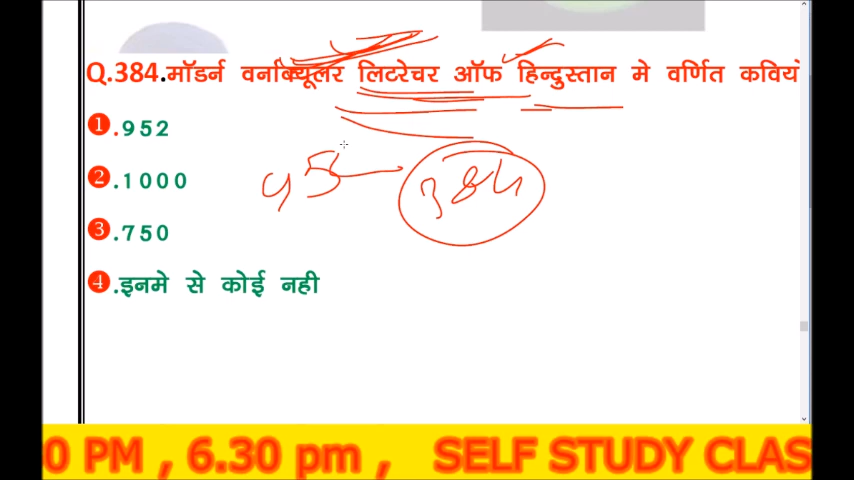 Q.384.मॉडर्न वर्नाक्यूलर लिटरेचर ऑफ हिन्दुस्तान मे वर्णित कवियो
1.952
2.1000
3.750
4.इनमे से कोई नही
0 PM , 6.30 pm , SELF STUDY CLAS